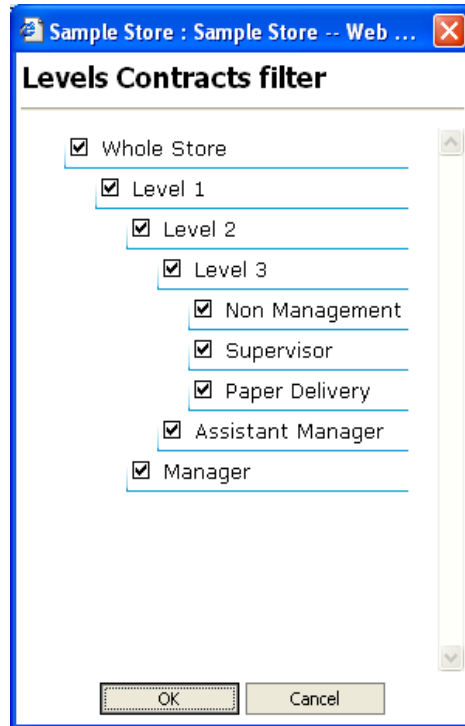 Sample Store : Sample Store -- Web ...
Levels Contracts filter
Whole Store
Level 1
Level 2
Level 3
Non Management
Supervisor
Paper Delivery
Assistant Manager
Manager
OK Cancel